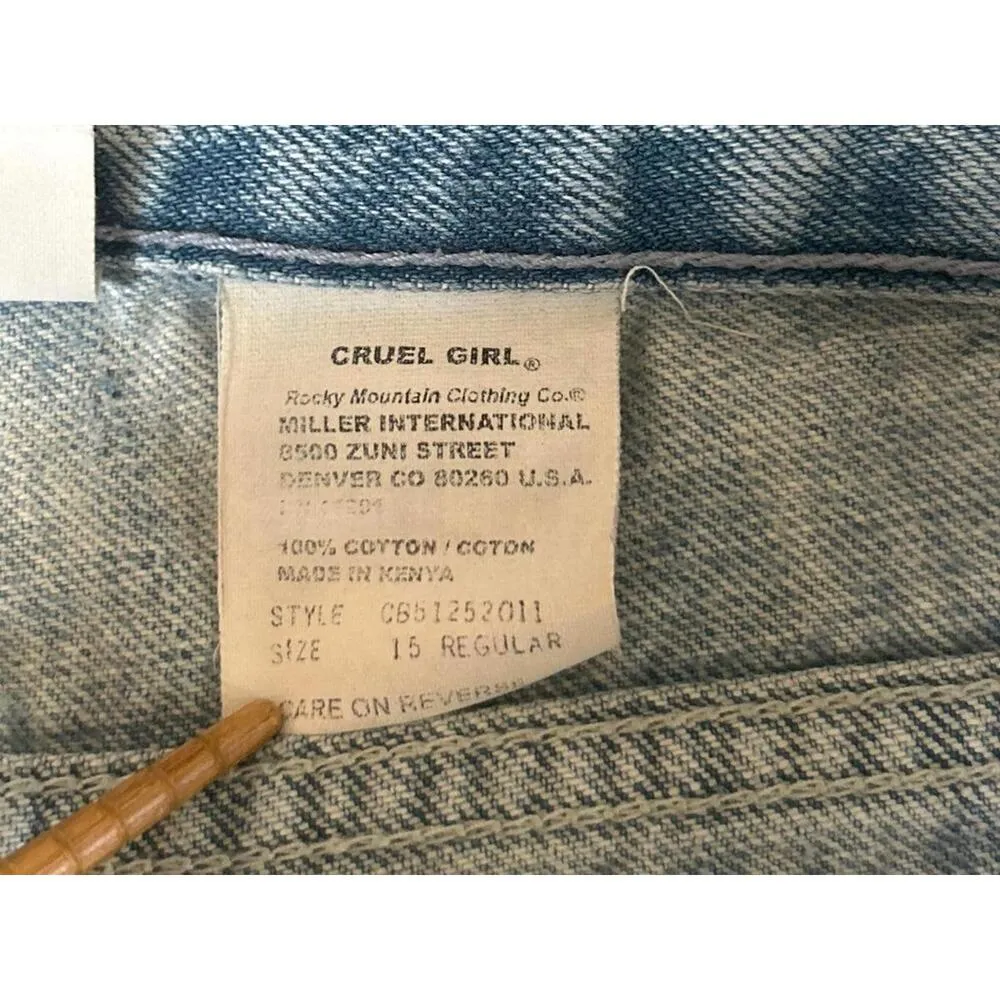 CRUEL GIRL®
Rocky Mountain Clothing Co.®
MILLER INTERNATIONAL
8500 ZUNI STREET
DENVER CO 80260 U.S.A.
100% COTTON / COTON
MADE IN KENYA
STYLE CB51252011
SIZE 15 REGULAR
CARE ON REVERSE